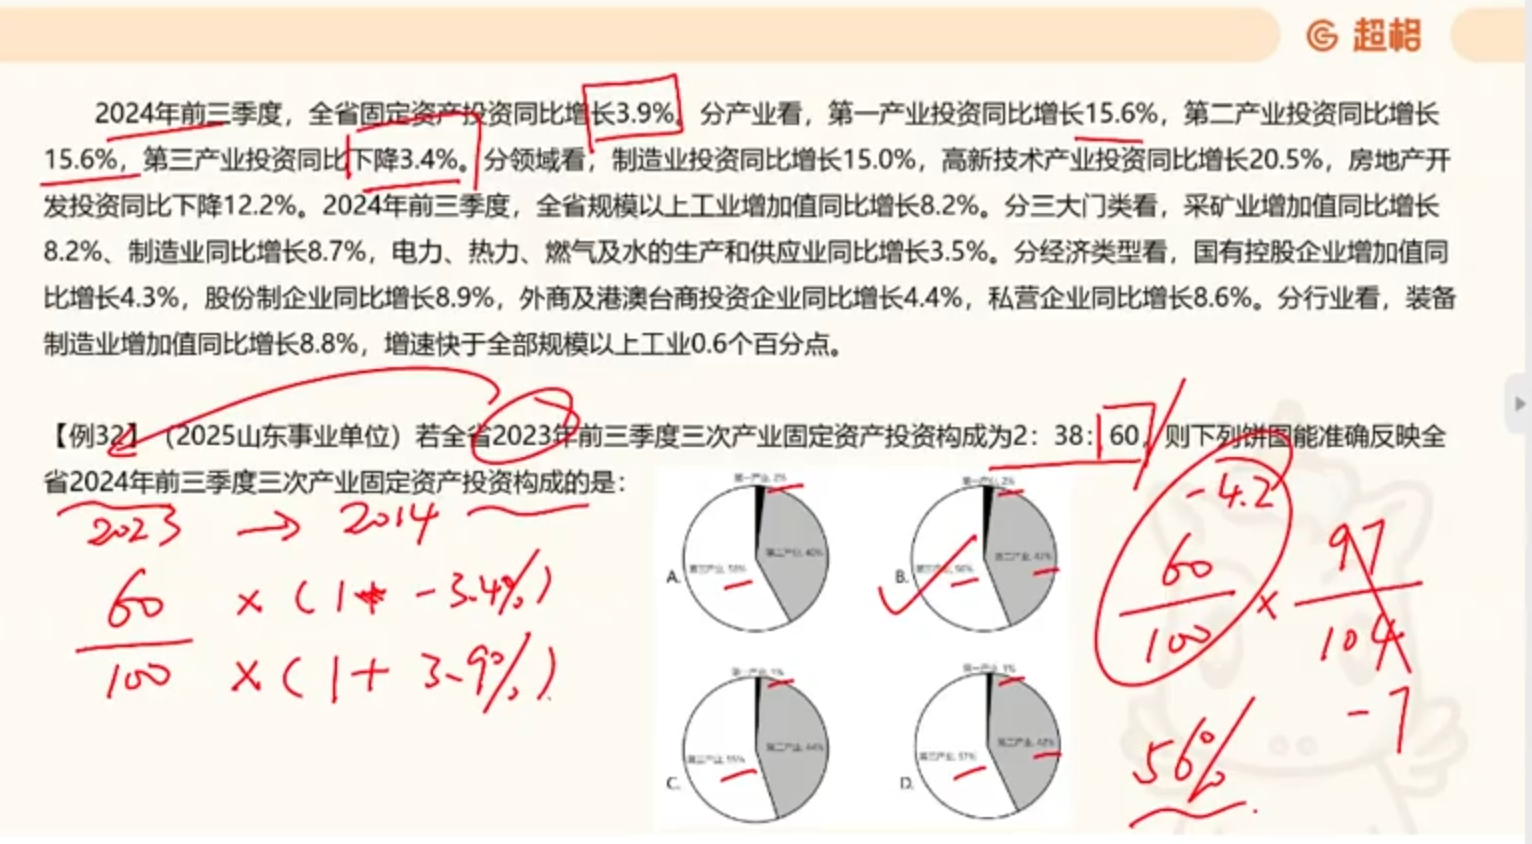 超格
2024年前三季度，全省固定资产投资同比增长3.9%。分产业看，第一产业投资同比增长15.6%，第二产业投资同比增长
15.6%，第三产业投资同比下降3.4%。分领域看，制造业投资同比增长15.0%，高新技术产业投资同比增长20.5%，房地产开
发投资同比下降12.2%。2024年前三季度，全省规模以上工业增加值同比增长8.2%。分三大门类看，采矿业增加值同比增长
8.2%、制造业同比增长8.7%，电力、热力、燃气及水的生产和供应业同比增长3.5%。分经济类型看，国有控股企业增加值同
比增长4.3%，股份制企业同比增长8.9%，外商及港澳台商投资企业同比增长4.4%，私营企业同比增长8.6%。分行业看，装备
制造业增加值同比增长8.8%，增速快于全部规模以上工业0.6个百分点。
【例32】（2025山东事业单位）若全省2023年前三季度三次产业固定资产投资构成为2：38：60，则下列饼图能准确反映全
省2024年前三季度三次产业固定资产投资构成的是：
2023 → 2014
60 × (1 - 3.4%)
100 × (1 + 3.9%)
第一产业, 2%
第二产业, 40%
第三产业, 58%
A.
第一产业, 2%
第二产业, 42%
第三产业, 56%
B.
第一产业, 1%
第二产业, 44%
第三产业, 55%
C.
第一产业, 1%
第二产业, 42%
第三产业, 57%
D.
-4.2
60 × 97
100 104
-7
56%